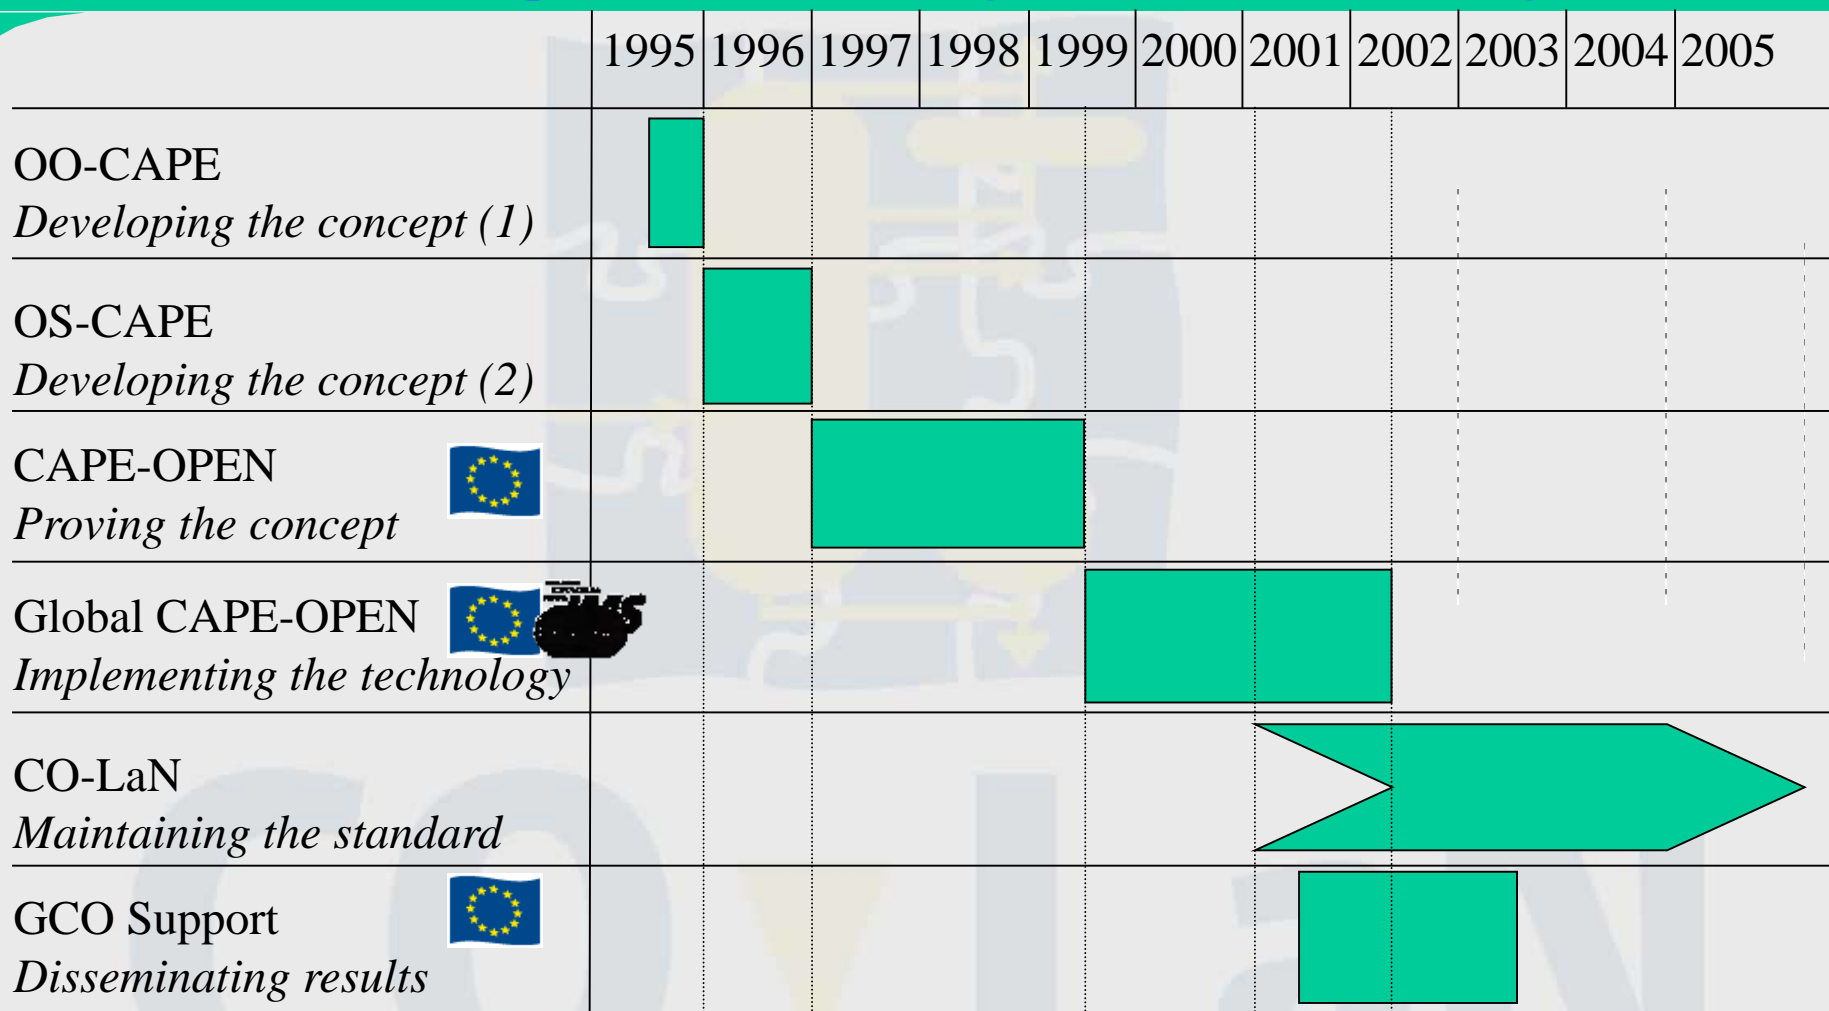 1995 1996 1997 1998 1999 2000 2001 2002 2003 2004 2005
OO-CAPE
Developing the concept (1)
OS-CAPE
Developing the concept (2)
CAPE-OPEN
Proving the concept
Global CAPE-OPEN
Implementing the technology
CO-LaN
Maintaining the standard
GCO Support
Disseminating results
CO LaN